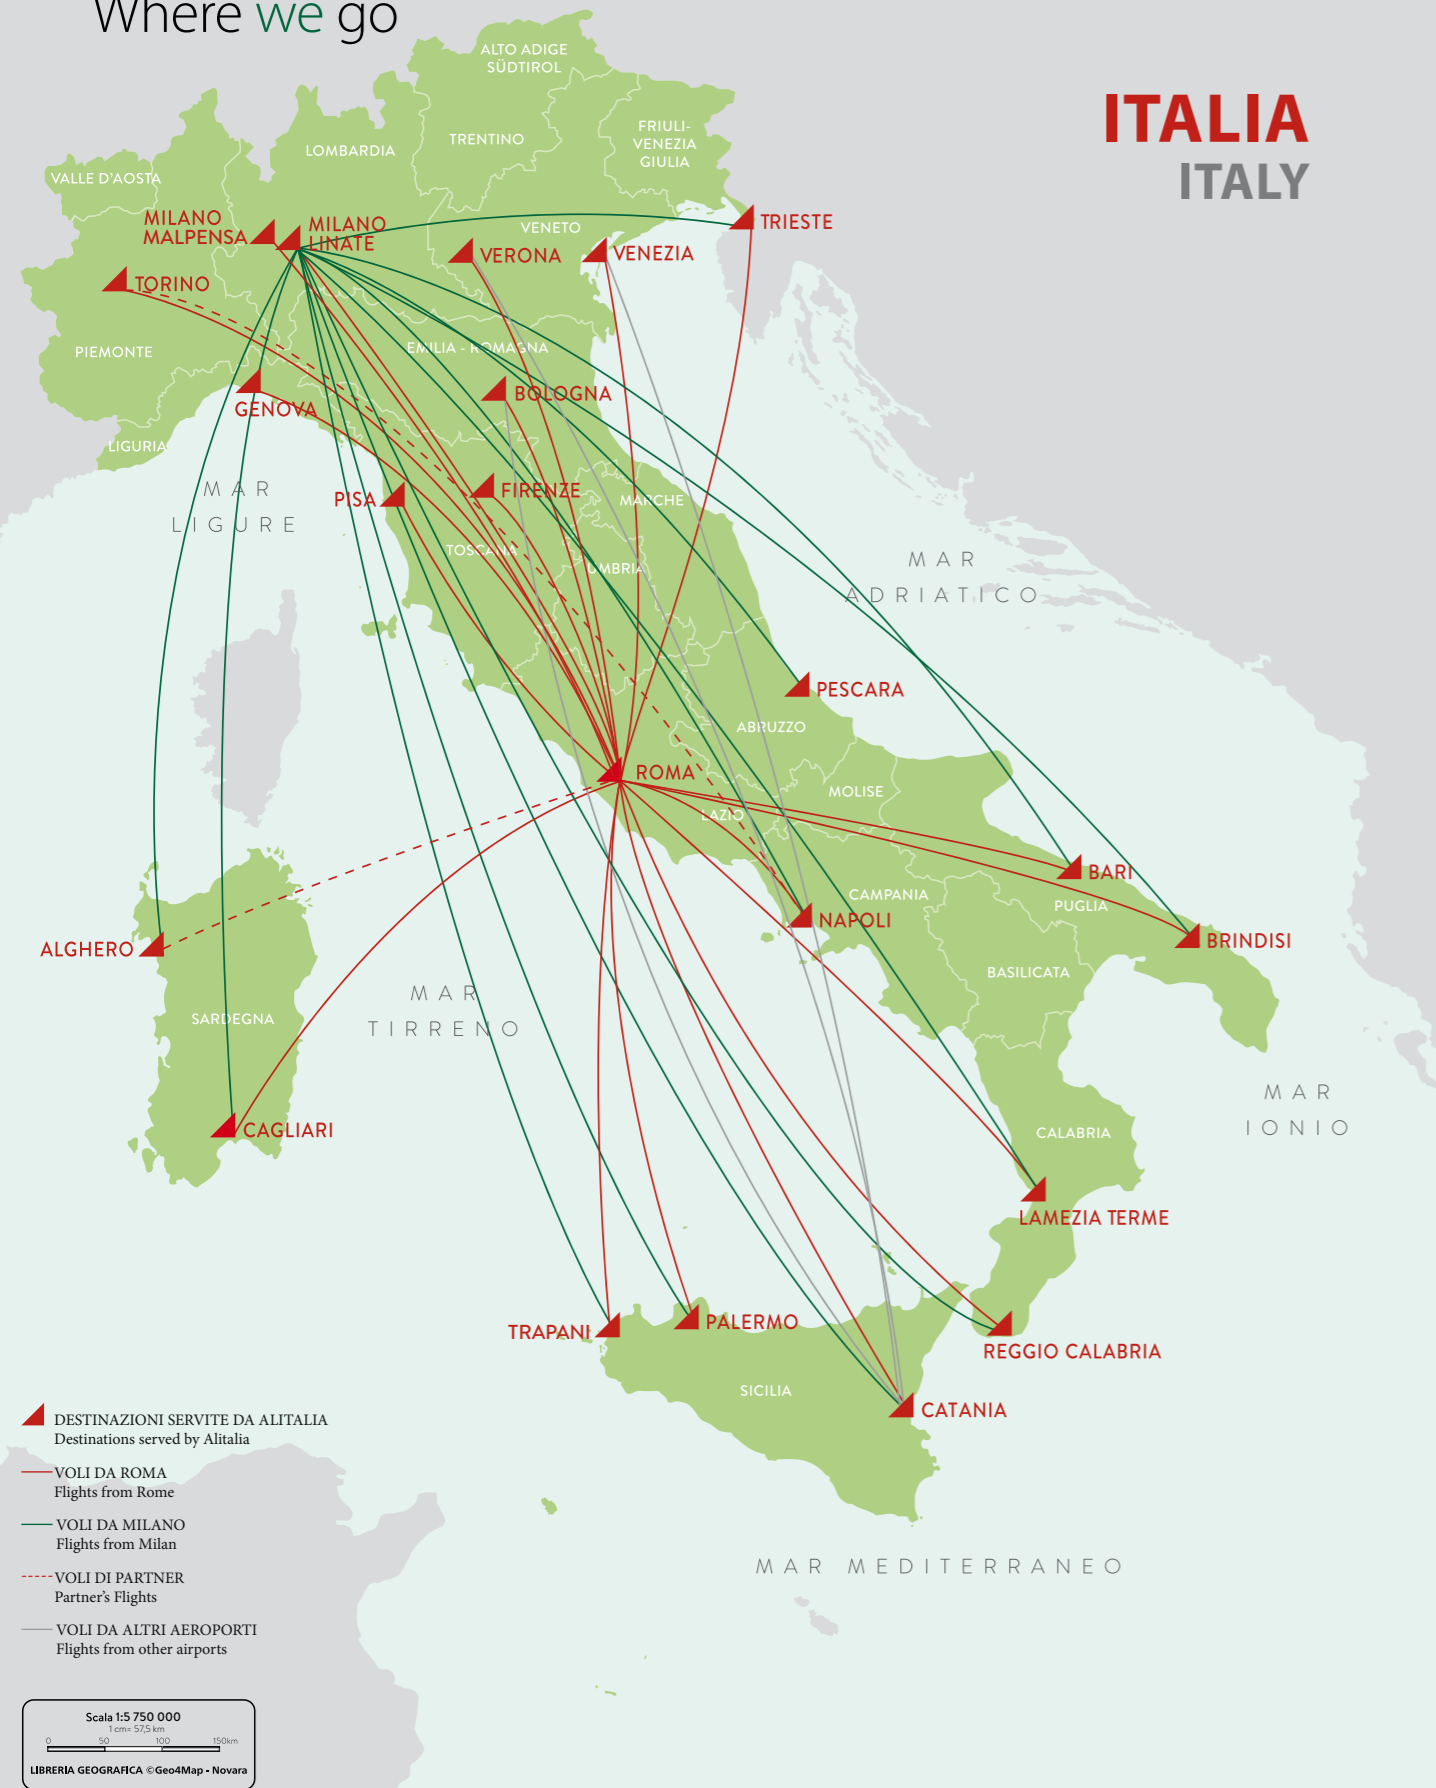 Where we go
ITALIA
ITALY
ALTO ADIGE
SÜDTIROL
TRENTINO
FRIULI-
VENEZIA
GIULIA
LOMBARDIA
VALLE D'AOSTA
MILANO
MALPENSA
MILANO
LINATE
VENETO
TRIESTE
VERONA
VENEZIA
TORINO
PIEMONTE
EMILIA - ROMAGNA
BOLOGNA
GENOVA
LIGURIA
MAR
LIGURE
PISA
FIRENZE
MARCHE
TOSCANA
UMBRIA
MAR
ADRIATICO
PESCARA
ABRUZZO
ROMA
MOLISE
LAZIO
BARI
CAMPANIA
PUGLIA
NAPOLI
BRINDISI
ALGHERO
BASILICATA
MAR
TIRRENO
SARDEGNA
MAR
IONIO
CAGLIARI
CALABRIA
LAMEZIA TERME
TRAPANI
PALERMO
REGGIO CALABRIA
SICILIA
CATANIA
DESTINAZIONI SERVITE DA ALITALIA
Destinations served by Alitalia
VOLI DA ROMA
Flights from Rome
VOLI DA MILANO
Flights from Milan
VOLI DI PARTNER
Partner's Flights
VOLI DA ALTRI AEROPORTI
Flights from other airports
MAR MEDITERRANEO
Scala 1:5 750 000
1 cm= 57,5 km
0 50 100 150km
LIBRERIA GEOGRAFICA ©Geo4Map - Novara